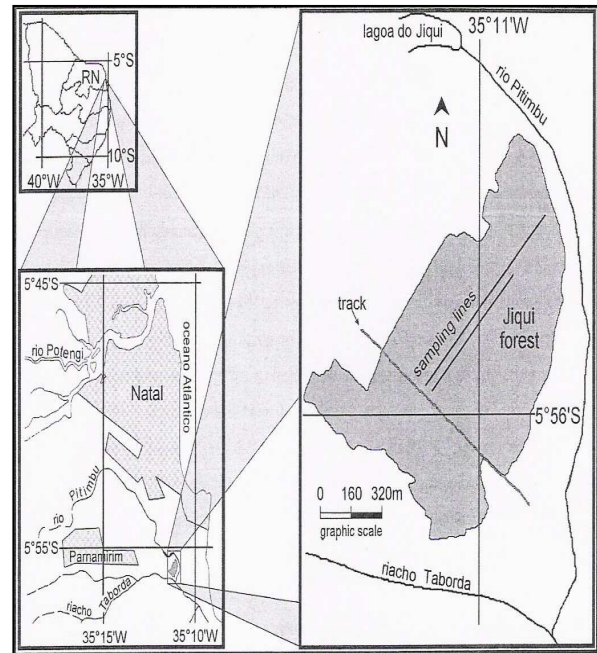 5°S
RN
10°S
40°W 35°W
5°45'S
rio Potengi
Natal
oceano Atlântico
rio Pitimbu
5°55'S
Parnamirim
riacho Taborda
35°15'W 35°10'W
lagoa do Jiqui
35°11'W
rio Pitimbu
N
track
sampling lines
Jiqui
forest
5°56'S
0 160 320m
graphic scale
riacho Taborda